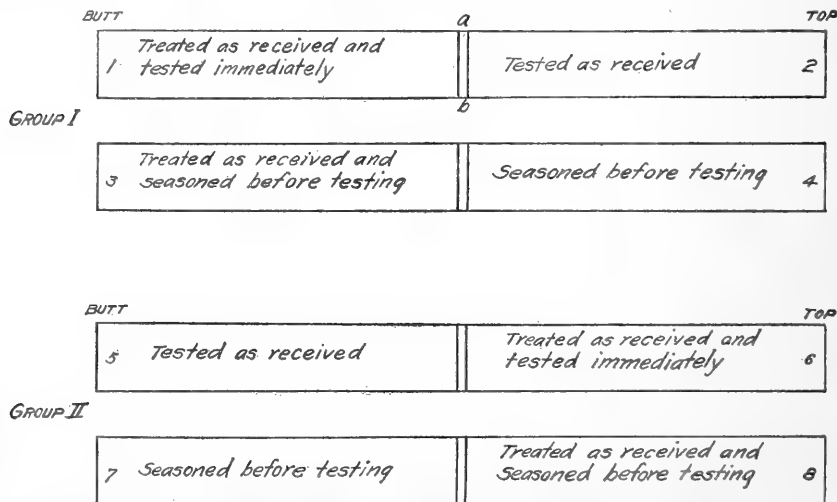 BUTT a TOP
1 Treated as received and
tested immediately
Tested as received 2
b
GROUP I
3 Treated as received and
seasoned before testing
Seasoned before testing 4
BUTT TOP
5 Tested as received
Treated as received and
tested immediately 6
GROUP II
7 Seasoned before testing
Treated as received and
Seasoned before testing 8